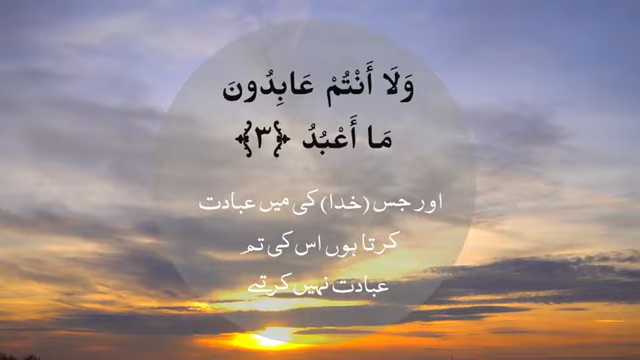 وَلَا أَنْتُمْ عَابِدُونَ
مَا أَعْبُدُ ﴿٣﴾
اور جس (خدا) کی میں عبادت
کرتا ہوں اس کی تم
عبادت نہیں کرتے